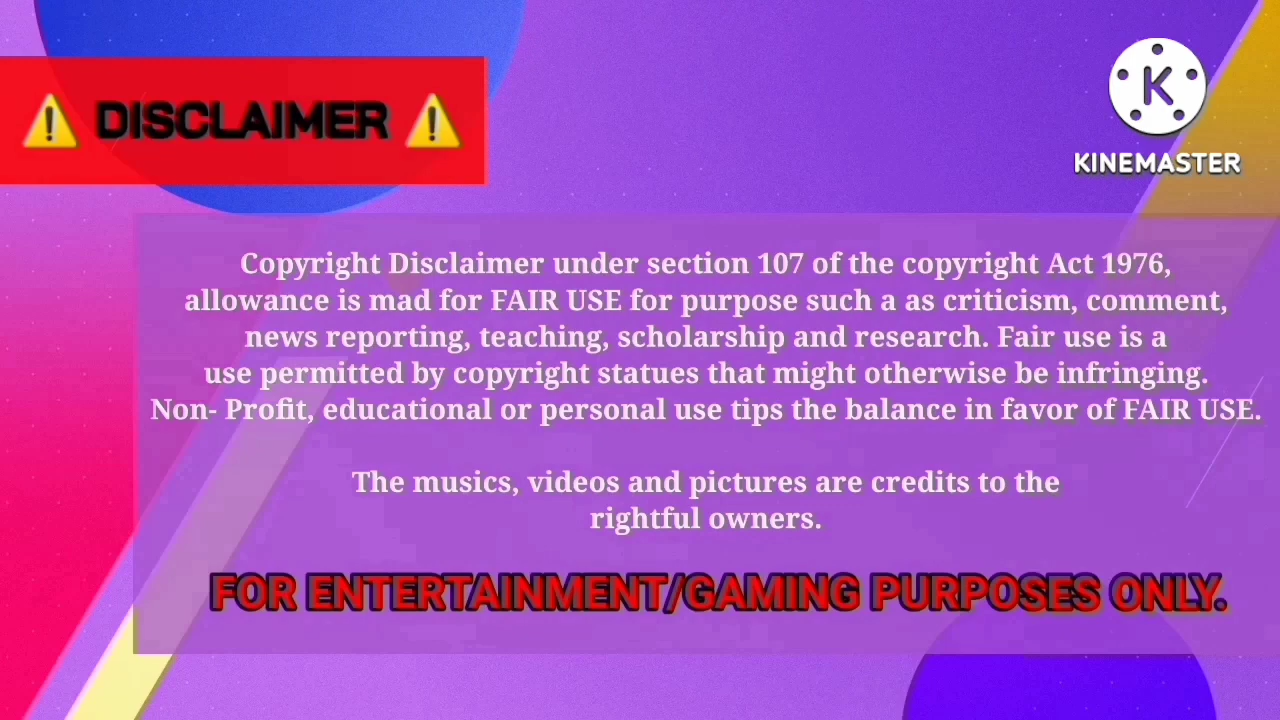 ⚠️ DISCLAIMER ⚠️
K
KINEMASTER
Copyright Disclaimer under section 107 of the copyright Act 1976,
allowance is mad for FAIR USE for purpose such a as criticism, comment,
news reporting, teaching, scholarship and research. Fair use is a
use permitted by copyright statues that might otherwise be infringing.
Non- Profit, educational or personal use tips the balance in favor of FAIR USE.
The musics, videos and pictures are credits to the
rightful owners.
FOR ENTERTAINMENT/GAMING PURPOSES ONLY.